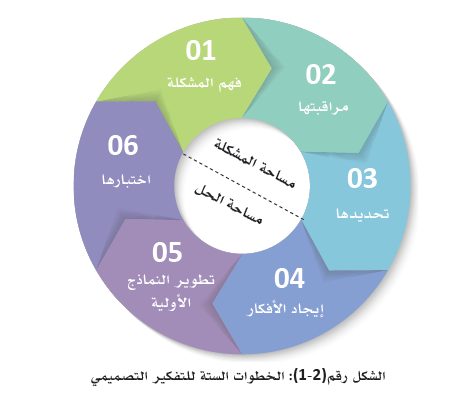 01
فهم المشكلة
02
مراقبتها
03
تحديدها
04
إيجاد الأفكار
05
تطوير النماذج
الأولية
06
اختبارها
مساحة المشكلة
مساحة الحل
الشكل رقم(2-1): الخطوات الستة للتفكير التصميمي